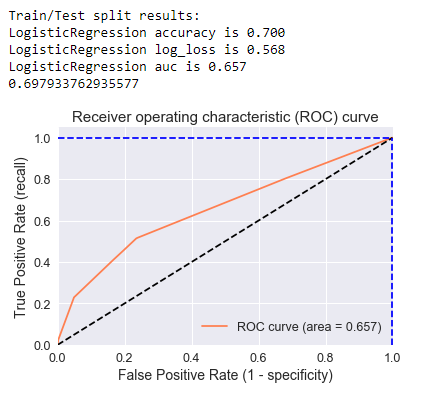 Train/Test split results:
LogisticRegression accuracy is 0.700
LogisticRegression log_loss is 0.568
LogisticRegression auc is 0.657
0.697933762935577
Receiver operating characteristic (ROC) curve
1.0
0.8
0.6
0.4
0.2
0.0
True Positive Rate (recall)
ROC curve (area = 0.657)
0.0 0.2 0.4 0.6 0.8 1.0
False Positive Rate (1 - specificity)